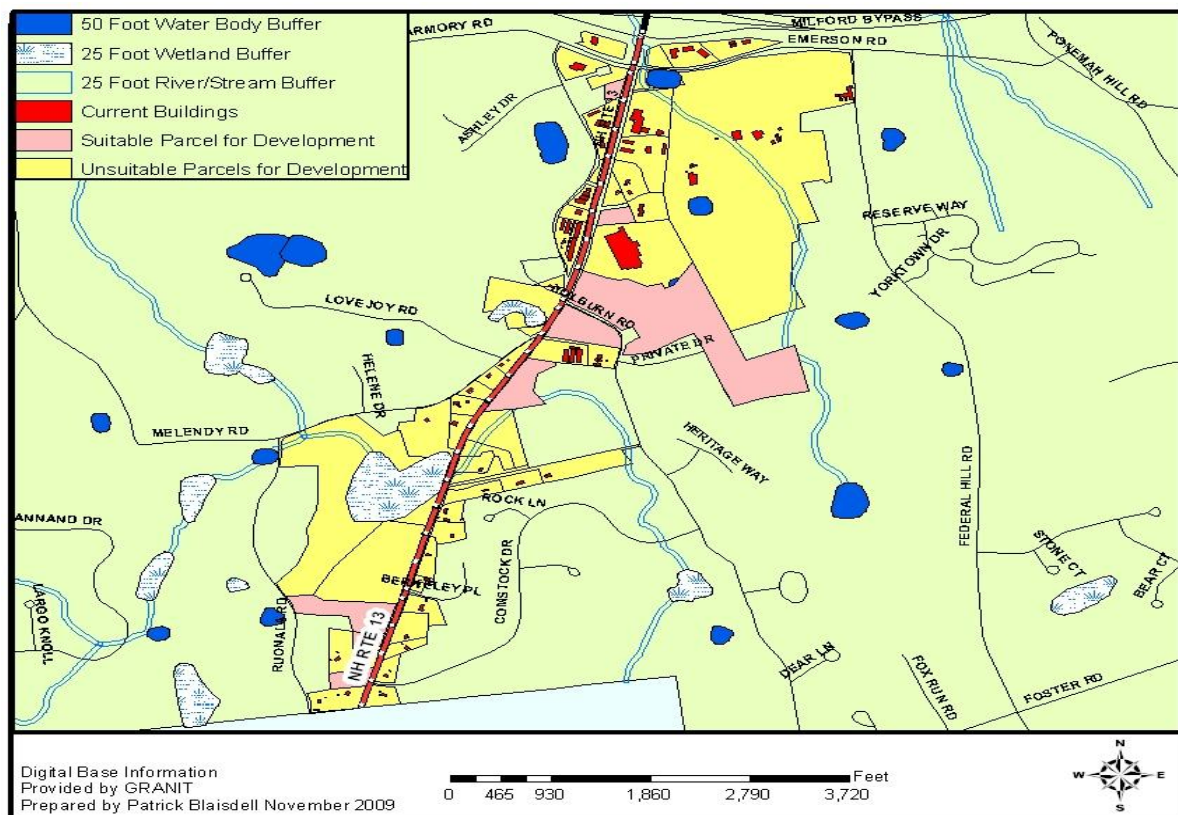 50 Foot Water Body Buffer
25 Foot Wetland Buffer
25 Foot River/Stream Buffer
Current Buildings
Suitable Parcel for Development
Unsuitable Parcels for Development
ARMORY RD
MILFORD BYPASS
EMERSON RD
PONEMAH HILL RD
ASHLEY DR
NH RTE 13
RESERVE WAY
YORKTOWN DR
LOVEJOY RD
PRIVATE DR
HELENE DR
MELENDY RD
HERITAGE WAY
FEDERAL HILL RD
ROCK LN
ANNAND DR
STONE CT
BEAR CT
BERKELEY PL
COMSTOCK DR
RUONALA RD
NH RTE 13
DEAR LN
FOX RUN RD
FOSTER RD
Digital Base Information
Provided by GRANIT
Prepared by Patrick Blaisdell November 2009
Feet
0 465 930 1,860 2,790 3,720
N
W E
S